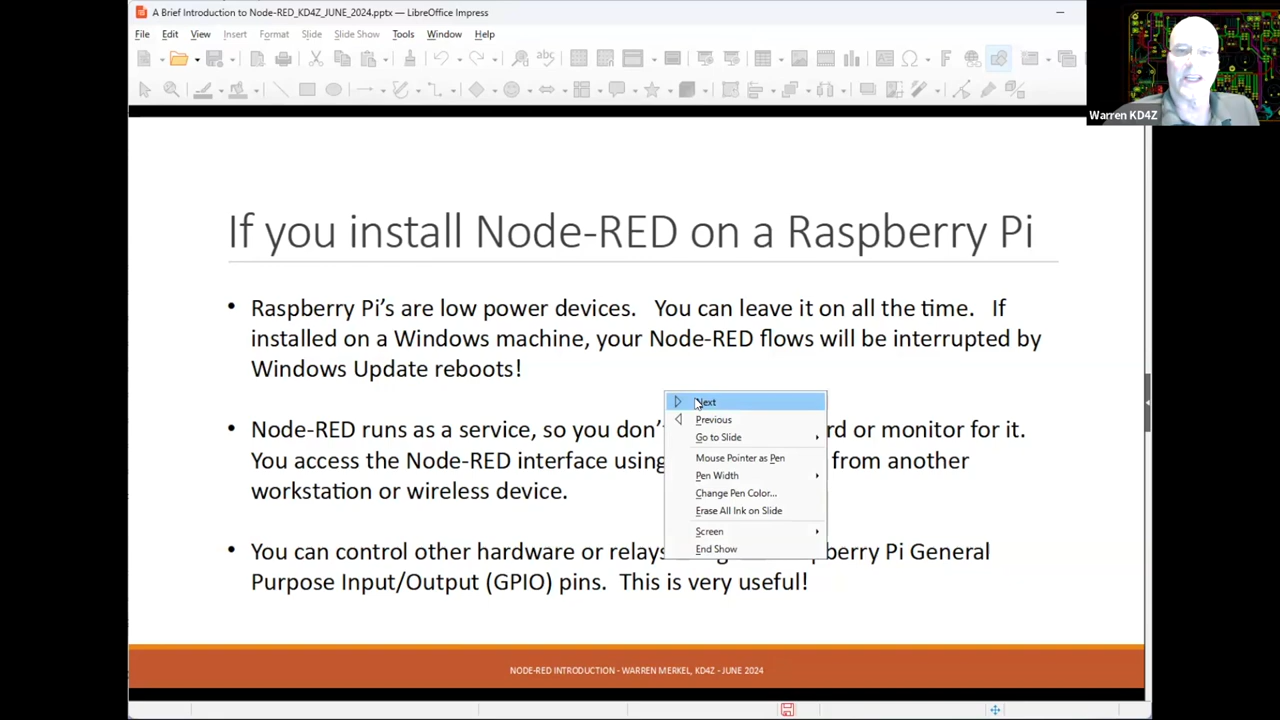 A Brief Introduction to Node-RED_KD4Z_JUNE_2024.pptx — LibreOffice Impress
File Edit View Insert Format Slide Slide Show Tools Window Help
Warren KD4Z
If you install Node-RED on a Raspberry Pi
• Raspberry Pi’s are low power devices. You can leave it on all the time. If
installed on a Windows machine, your Node-RED flows will be interrupted by
Windows Update reboots!
• Node-RED runs as a service, so you don’ or monitor for it.
You access the Node-RED interface using from another
workstation or wireless device.
• You can control other hardware or relays Pi General
Purpose Input/Output (GPIO) pins. This is very useful!
Next
Previous
Go to Slide
Mouse Pointer as Pen
Pen Width
Change Pen Color...
Erase All Ink on Slide
Screen
End Show
NODE-RED INTRODUCTION - WARREN MERKEL, KD4Z - JUNE 2024